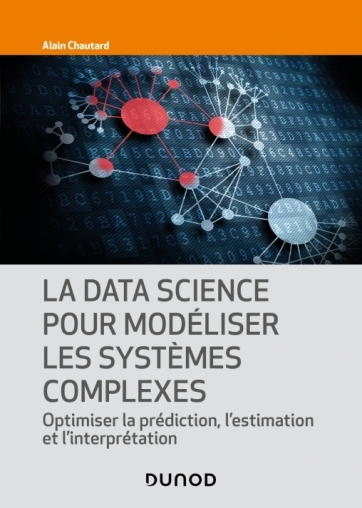 Alain Chautard
LA DATA SCIENCE
POUR MODÉLISER
LES SYSTÈMES
COMPLEXES
Optimiser la prédiction, l’estimation
et l’interprétation
DUNOD